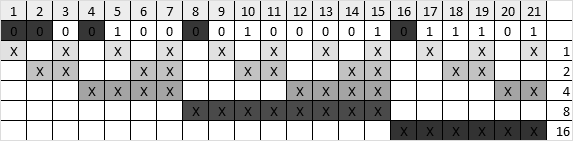 1 2 3 4 5 6 7 8 9 10 11 12 13 14 15 16 17 18 19 20 21
0 0 0 0 1 0 0 0 0 1 0 0 0 0 1 0 1 1 1 0 1
X X X X X X X X X X X 1
X X X X X X X X X X 2
X X X X X X X X X X 4
X X X X X X X X 8
X X X X X X 16